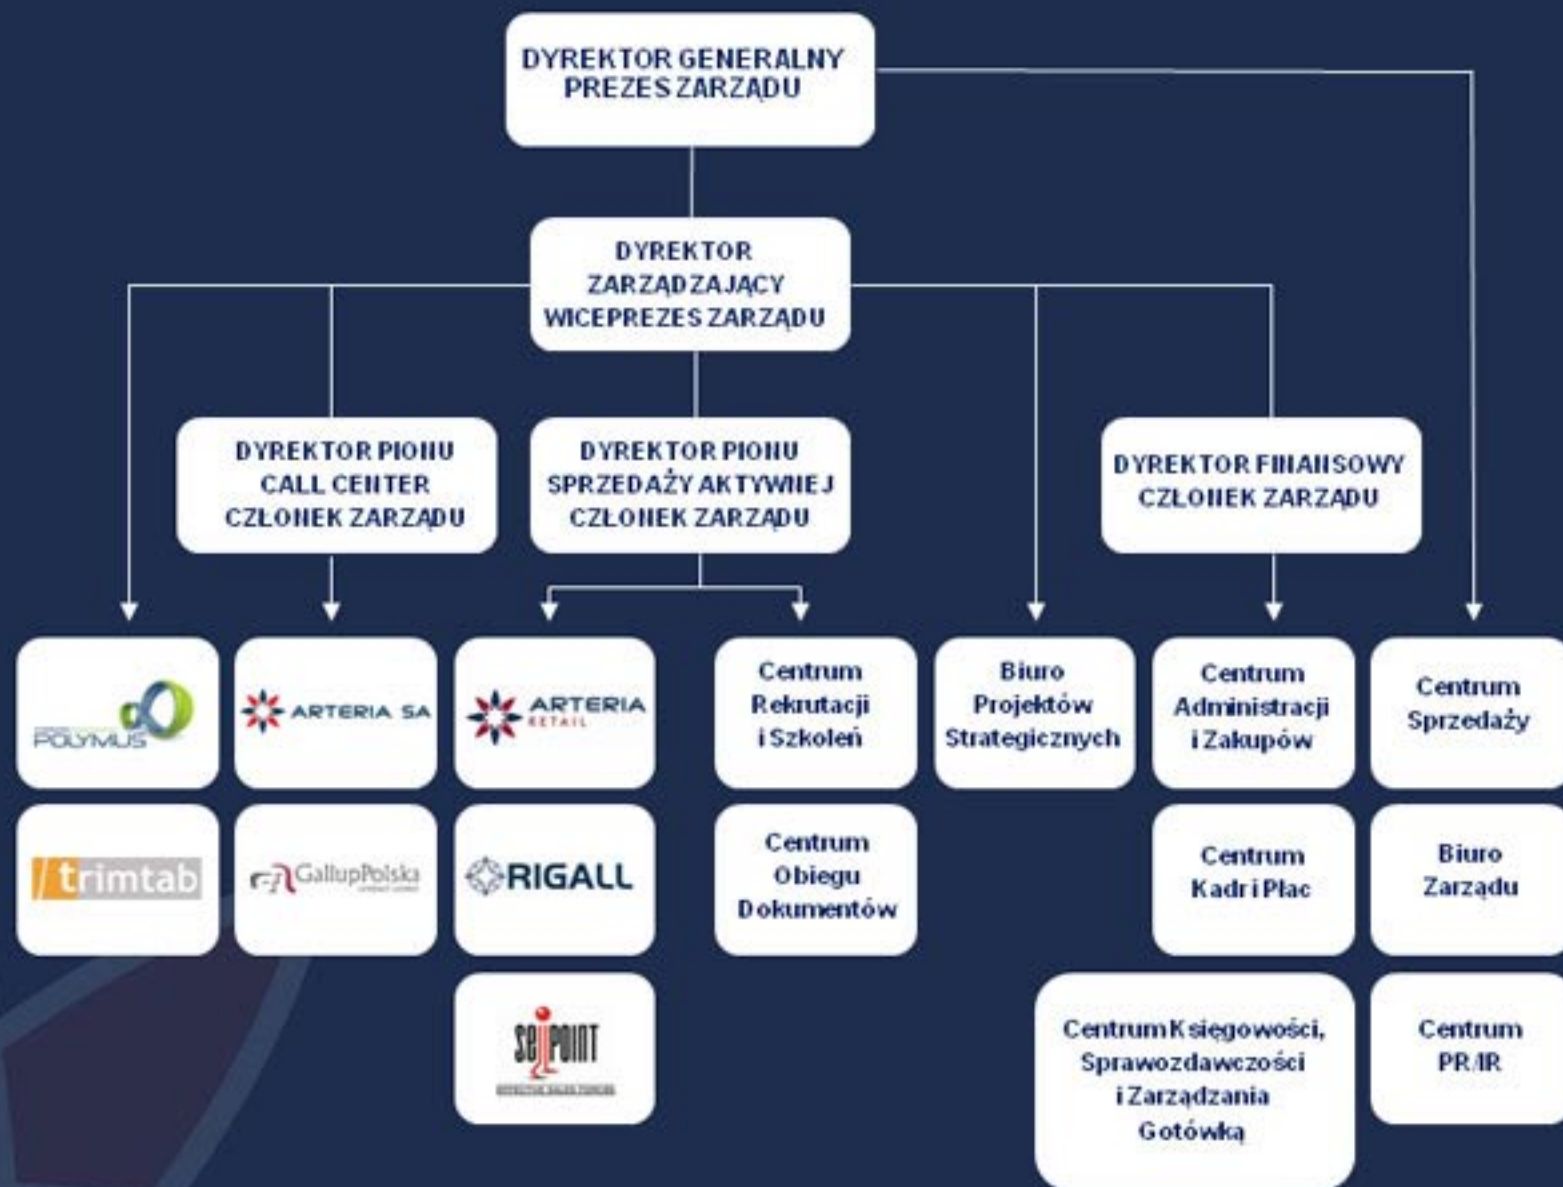 DYREKTOR GENERALNY
PREZES ZARZĄDU
DYREKTOR
ZARZĄDZAJĄCY
WICEPREZES ZARZĄDU
DYREKTOR PIONU
CALL CENTER
CZŁONEK ZARZĄDU
DYREKTOR PIONU
SPRZEDAŻY AKTYWNEJ
CZŁONEK ZARZĄDU
DYREKTOR FINANSOWY
CZŁONEK ZARZĄDU
POLYMUS
ARTERIA SA
ARTERIA
RETAIL
Centrum
Rekrutacji
i Szkoleń
Biuro
Projektów
Strategicznych
Centrum
Administracji
i Zakupów
Centrum
Sprzedaży
trimtab
GallupPolska
RIGALL
Centrum
Obiegu
Dokumentów
Centrum
Kadr i Płac
Biuro
Zarządu
SellPOINT
EFFECTIVE SALES FORCES
Centrum Księgowości,
Sprawozdawczości
i Zarządzania
Gotówką
Centrum
PR/IR